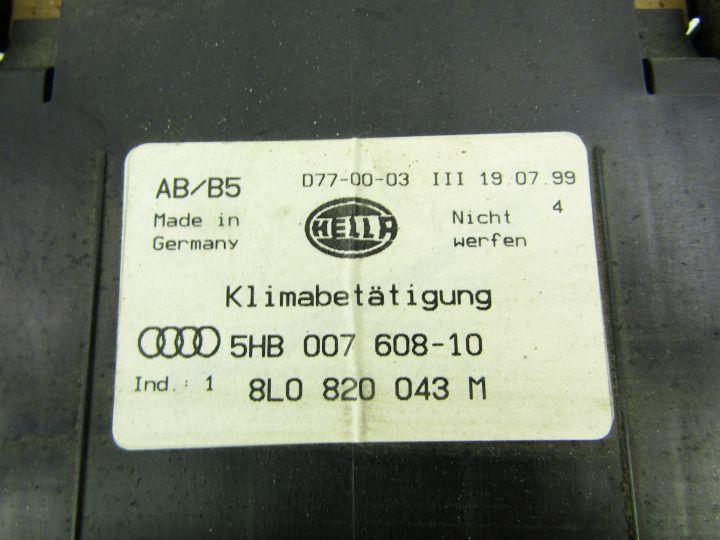 AB/B5 D77-00-03 III 19.07.99
4
Made in HELLA Nicht
Germany werfen
Klimabetätigung
5HB 007 608-10
Ind.: 1 8L0 820 043 M